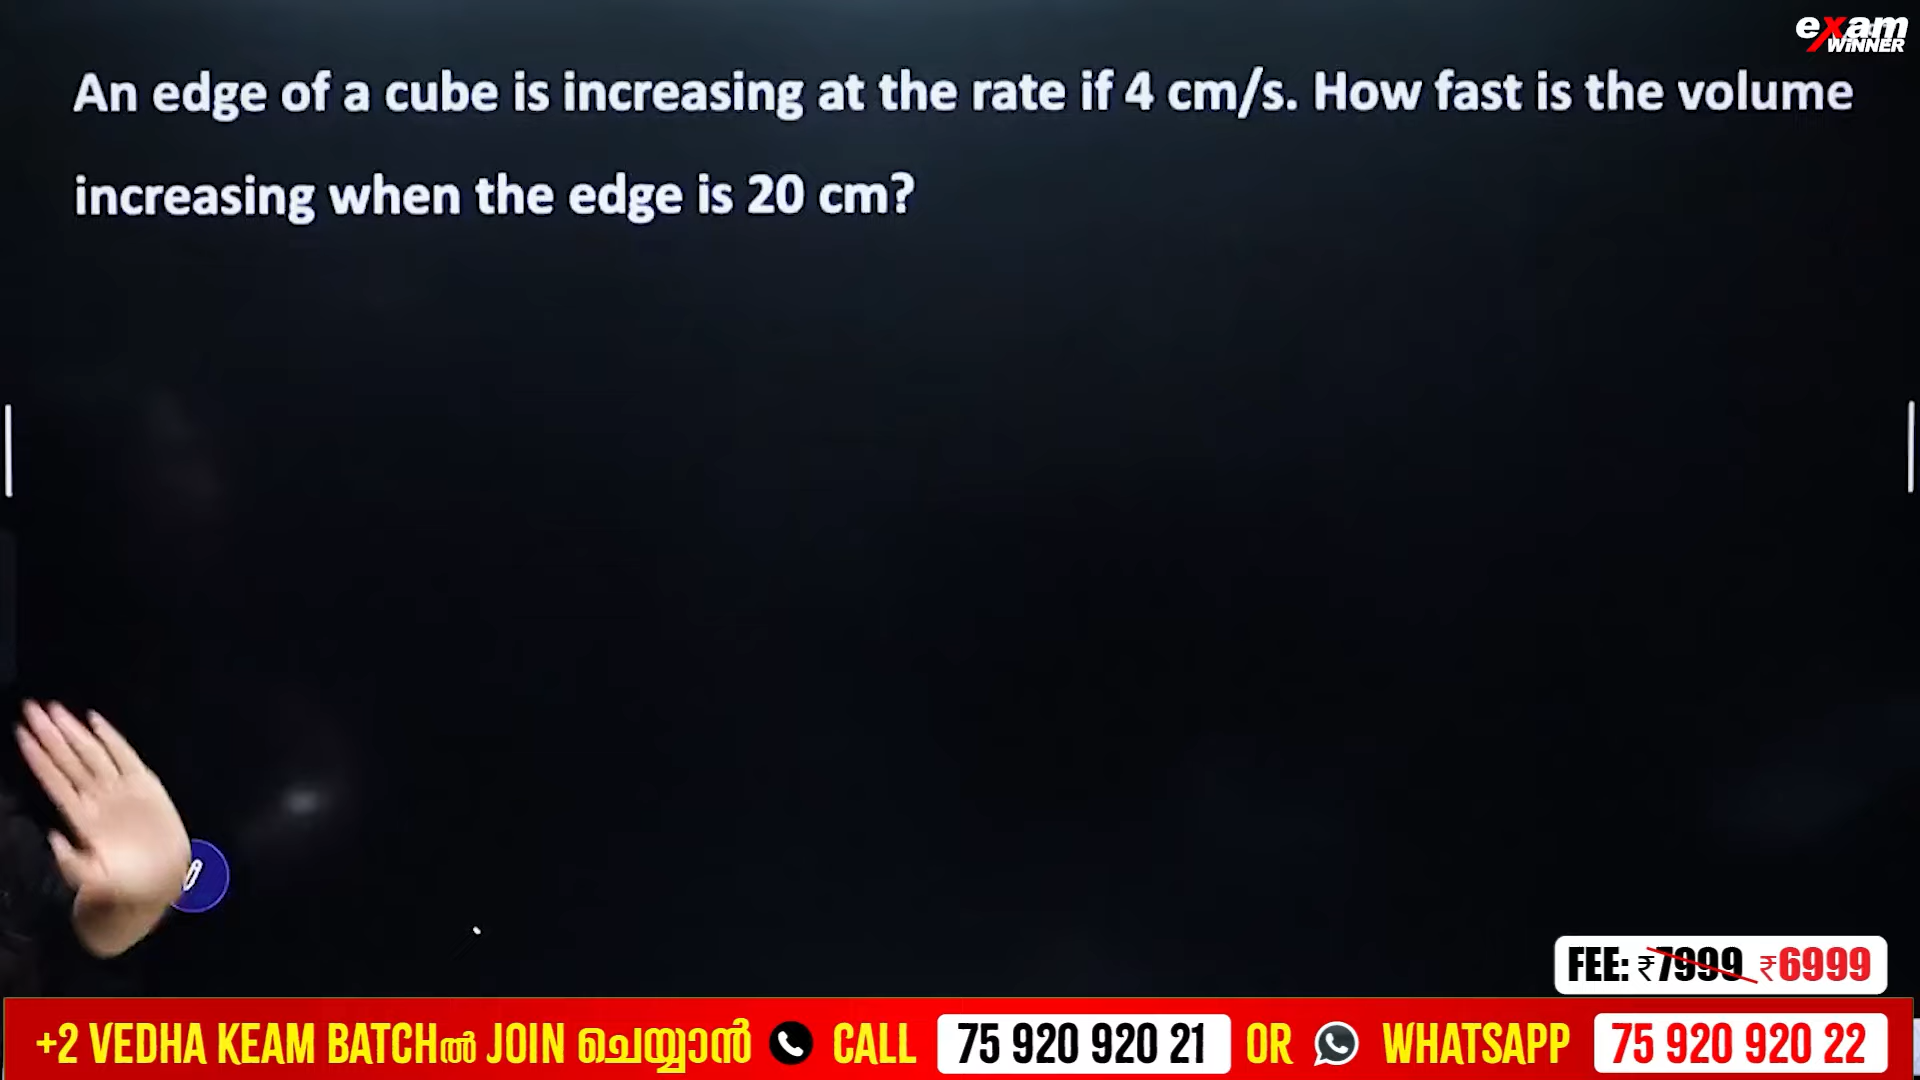 exam
WINNER
An edge of a cube is increasing at the rate if 4 cm/s. How fast is the volume
increasing when the edge is 20 cm?
FEE: ₹7999 ₹6999
+2 VEDHA KEAM BATCHൽ JOIN ചെയ്യാൻ CALL 75 920 920 21 OR WHATSAPP 75 920 920 22